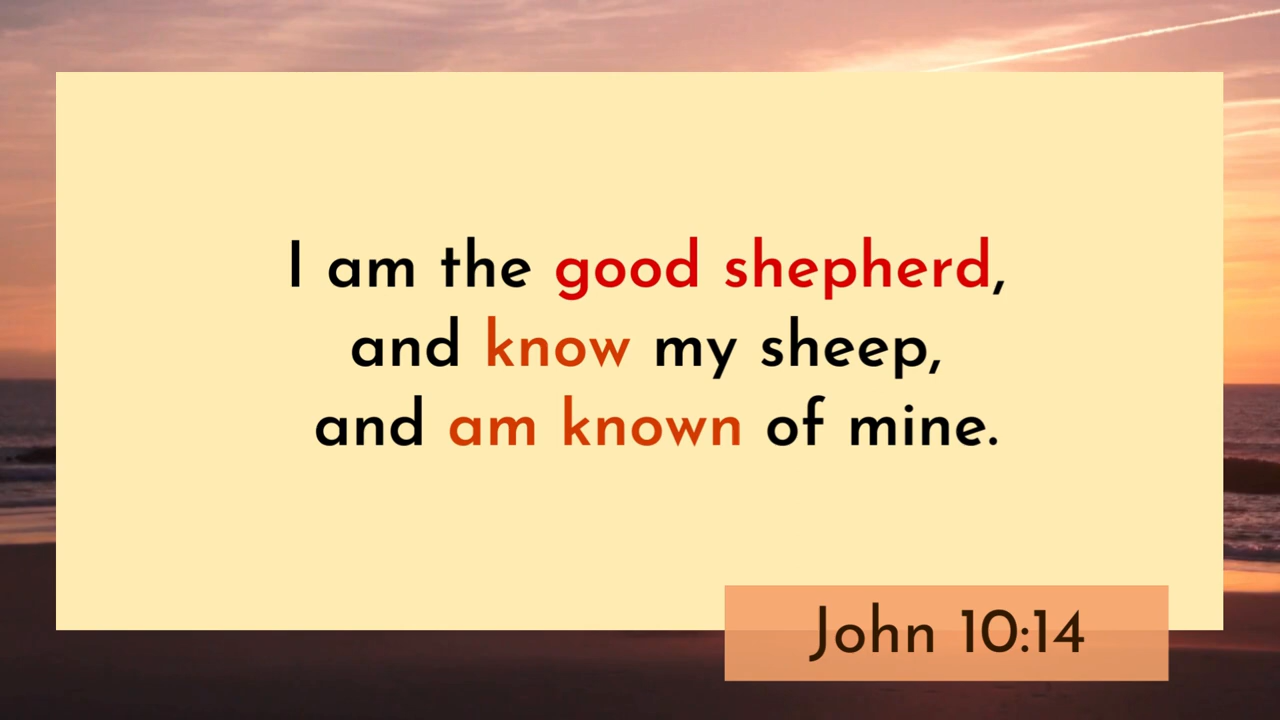 I am the good shepherd,
and know my sheep,
and am known of mine.
John 10:14